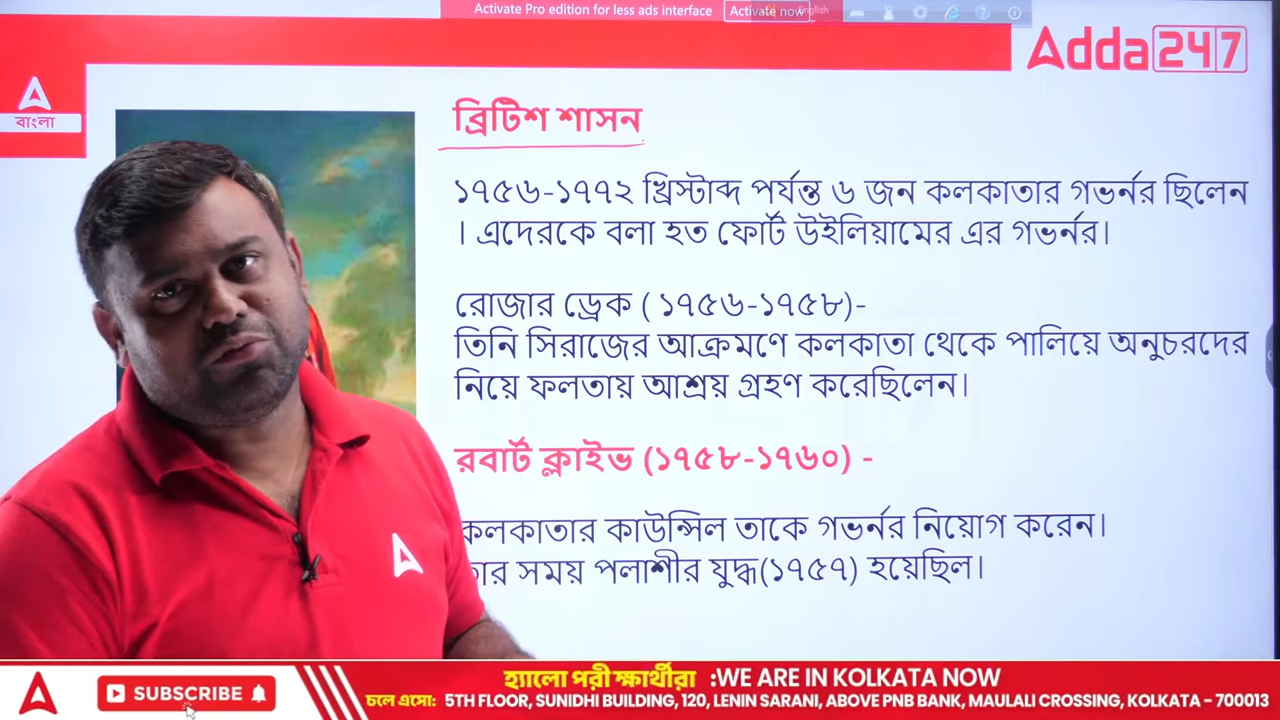 Activate Pro edition for less ads interface
Activate now
English
Adda 247
বাংলা
ব্রিটিশ শাসন
১৭৫৬-১৭৭২ খ্রিস্টাব্দ পর্যন্ত ৬ জন কলকাতার গভর্নর ছিলেন
। এদেরকে বলা হত ফোর্ট উইলিয়ামের এর গভর্নর।
রোজার ড্রেক ( ১৭৫৬-১৭৫৮)-
তিনি সিরাজের আক্রমণে কলকাতা থেকে পালিয়ে অনুচরদের
নিয়ে ফলতায় আশ্রয় গ্রহণ করেছিলেন।
রবার্ট ক্লাইভ (১৭৫৮-১৭৬০) -
কলকাতার কাউন্সিল তাকে গভর্নর নিয়োগ করেন।
তার সময় পলাশীর যুদ্ধ(১৭৫৭) হয়েছিল।
SUBSCRIBE
হ্যালো পরীক্ষার্থীরা :WE ARE IN KOLKATA NOW
চলে এসো: 5TH FLOOR, SUNIDHI BUILDING, 120, LENIN SARANI, ABOVE PNB BANK, MAULALI CROSSING, KOLKATA - 700013